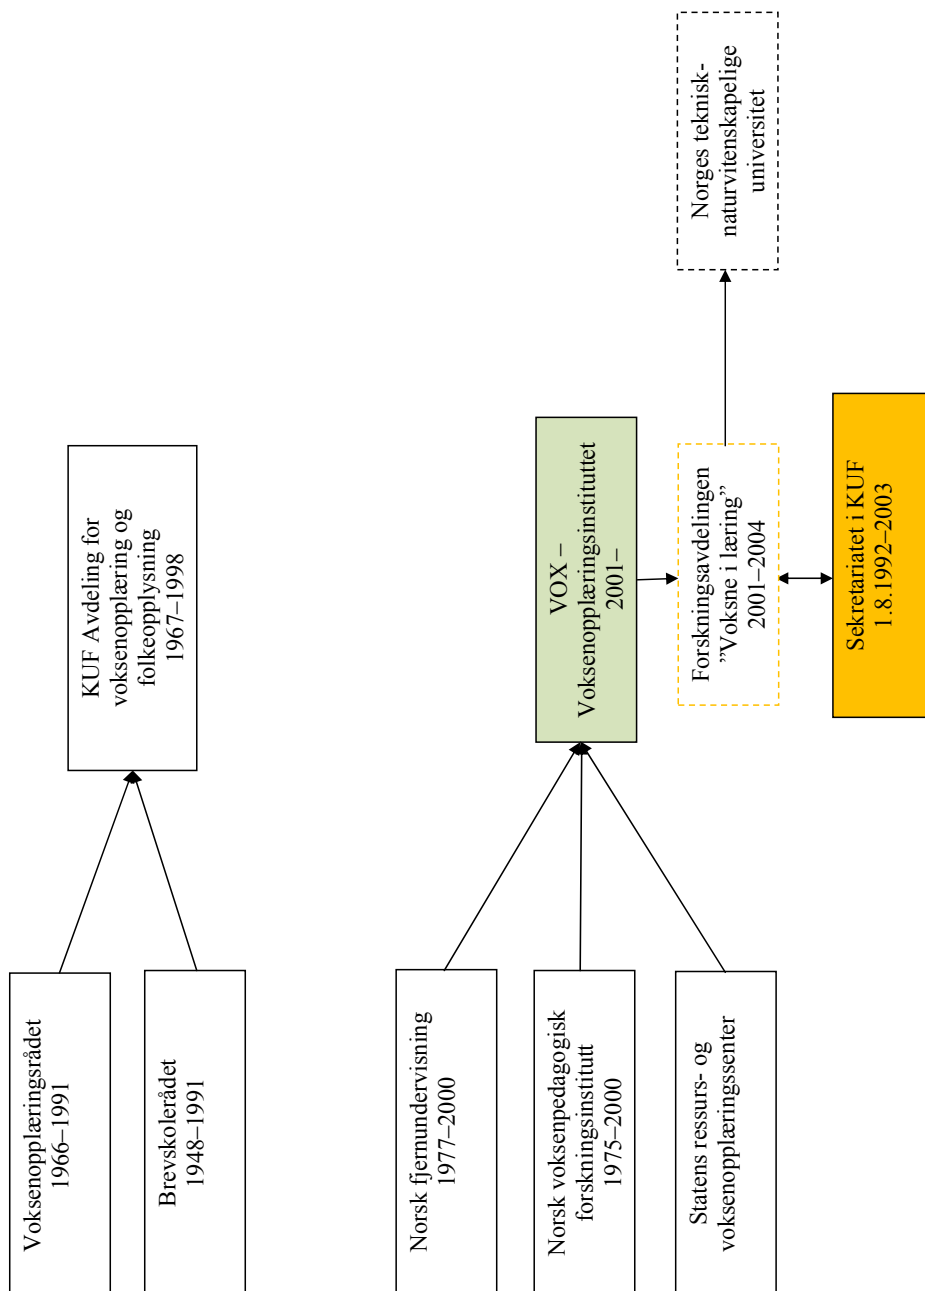 Voksenopplæringsrådet
1966–1991
Brevskolerådet
1948–1991
KUF Avdeling for
voksenopplæring og
folkeopplysning
1967–1998
Norsk fjernundervisning
1977–2000
Norsk voksenpedagogisk
forskningsinstitutt
1975–2000
Statens ressurs- og
voksenopplæringssenter
VOX –
Voksenopplæringsinstituttet
2001–
Forskningsavdelingen
”Voksne i læring”
2001–2004
Sekretariatet i KUF
1.8.1992–2003
Norges teknisk-
naturvitenskapelige
universitet